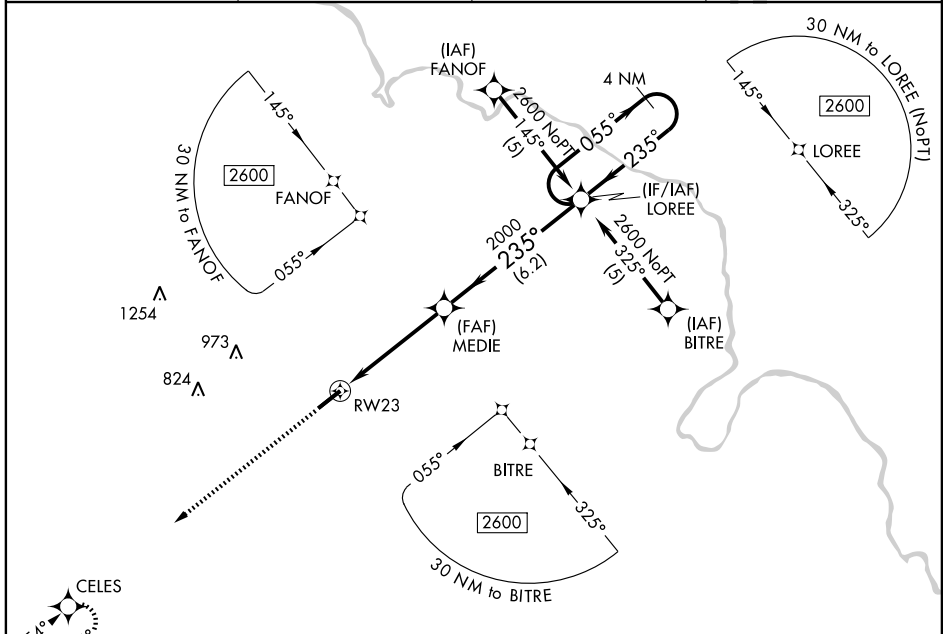 (IAF)
FANOF
4 NM
30 NM to LOREE (NoPT)
145°
2600
LOREE
325°
2600 NoPT
145°
(5)
055°
235°
(IF/IAF)
LOREE
145°
2600
FANOF
30 NM to FANOF
055°
2000
235°
(6.2)
2600 NoPT
325°
(5)
(IAF)
BITRE
1254
973
824
(FAF)
MEDIE
RW23
055°
BITRE
325°
2600
30 NM to BITRE
CELES